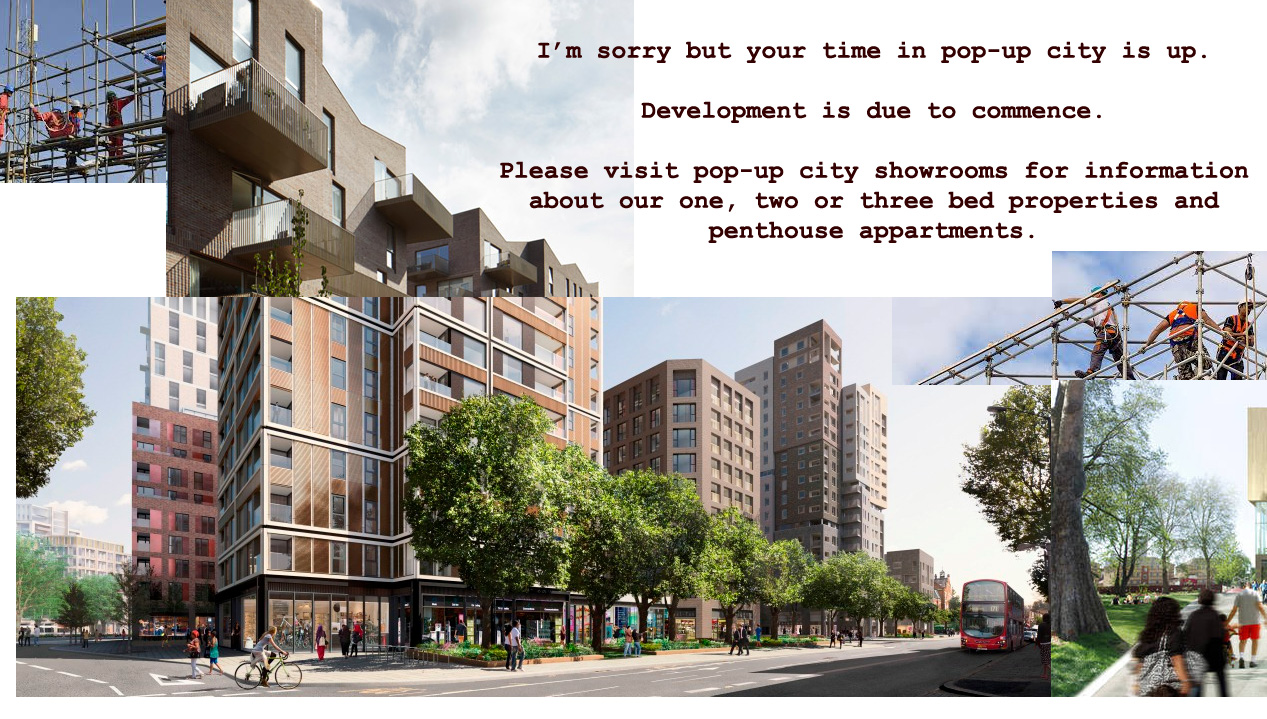 I’m sorry but your time in pop-up city is up.
Development is due to commence.
Please visit pop-up city showrooms for information
about our one, two or three bed properties and
penthouse appartments.